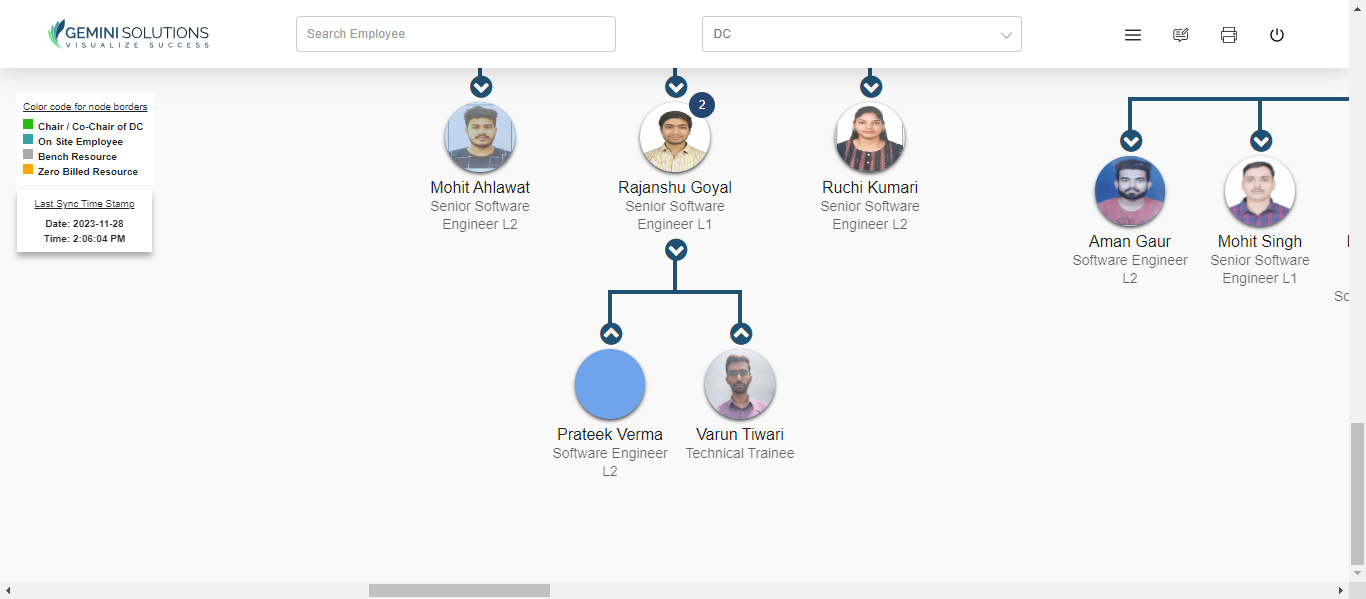 GEMINI SOLUTIONS
VISUALIZE SUCCESS
Search Employee
DC
Color code for node borders
Chair / Co-Chair of DC
On Site Employee
Bench Resource
Zero Billed Resource
Last Sync Time Stamp
Date: 2023-11-28
Time: 2:06:04 PM
Mohit Ahlawat
Senior Software
Engineer L2
2
Rajanshu Goyal
Senior Software
Engineer L1
Ruchi Kumari
Senior Software
Engineer L2
Prateek Verma
Software Engineer
L2
Varun Tiwari
Technical Trainee
Aman Gaur
Software Engineer
L2
Mohit Singh
Senior Software
Engineer L1